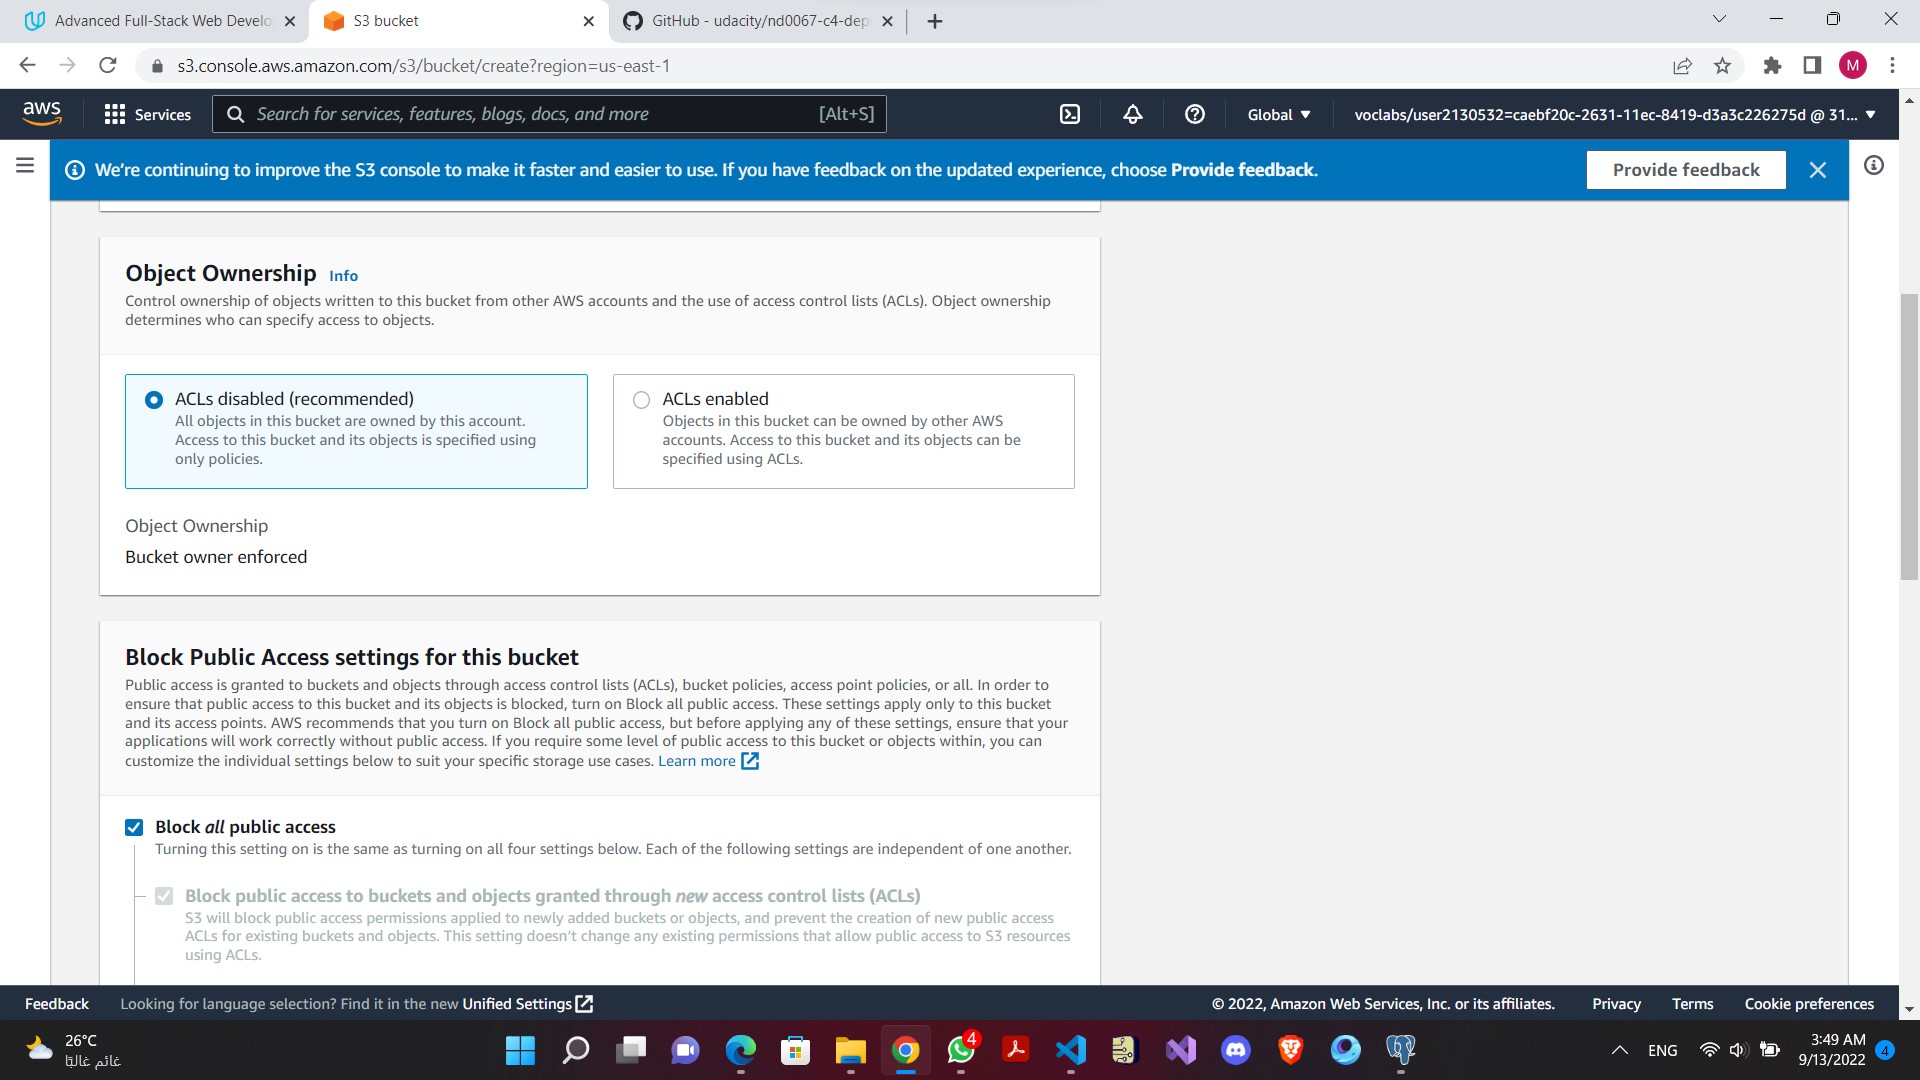 Advanced Full-Stack Web Develo
S3 bucket
GitHub - udacity/nd0067-c4-dep
s3.console.aws.amazon.com/s3/bucket/create?region=us-east-1
M
aws
Services
Search for services, features, blogs, docs, and more
[Alt+S]
Global
voclabs/user2130532=caebf20c-2631-11ec-8419-d3a3c226275d @ 31...
We're continuing to improve the S3 console to make it faster and easier to use. If you have feedback on the updated experience, choose Provide feedback.
Provide feedback
Object Ownership Info
Control ownership of objects written to this bucket from other AWS accounts and the use of access control lists (ACLs). Object ownership
determines who can specify access to objects.
ACLs disabled (recommended)
All objects in this bucket are owned by this account.
Access to this bucket and its objects is specified using
only policies.
ACLs enabled
Objects in this bucket can be owned by other AWS
accounts. Access to this bucket and its objects can be
specified using ACLs.
Object Ownership
Bucket owner enforced
Block Public Access settings for this bucket
Public access is granted to buckets and objects through access control lists (ACLs), bucket policies, access point policies, or all. In order to
ensure that public access to this bucket and its objects is blocked, turn on Block all public access. These settings apply only to this bucket
and its access points. AWS recommends that you turn on Block all public access, but before applying any of these settings, ensure that your
applications will work correctly without public access. If you require some level of public access to this bucket or objects within, you can
customize the individual settings below to suit your specific storage use cases. Learn more
Block all public access
Turning this setting on is the same as turning on all four settings below. Each of the following settings are independent of one another.
Block public access to buckets and objects granted through new access control lists (ACLs)
S3 will block public access permissions applied to newly added buckets or objects, and prevent the creation of new public access
ACLs for existing buckets and objects. This setting doesn't change any existing permissions that allow public access to S3 resources
using ACLs.
Feedback
Looking for language selection? Find it in the new Unified Settings
© 2022, Amazon Web Services, Inc. or its affiliates.
Privacy
Terms
Cookie preferences
26°C
غائم غالبًا
4
ENG
3:49 AM
9/13/2022
4